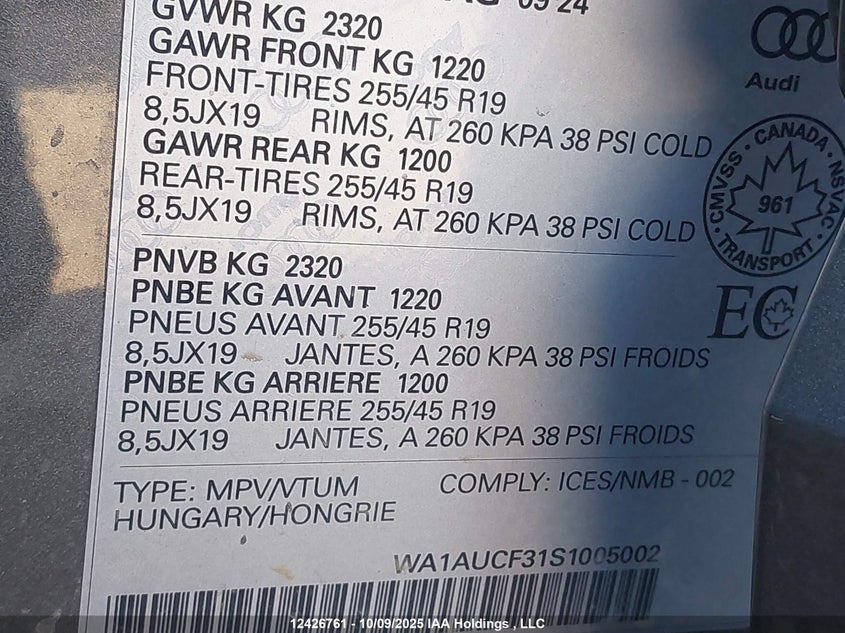 AG 09 24
GVWR KG 2320
GAWR FRONT KG 1220
FRONT-TIRES 255/45 R19
8,5JX19 RIMS, AT 260 KPA 38 PSI COLD
GAWR REAR KG 1200
REAR-TIRES 255/45 R19
8,5JX19 RIMS, AT 260 KPA 38 PSI COLD
Audi
CMVSS · CANADA · NSVAC
961
TRANSPORT
PNVB KG 2320
PNBE KG AVANT 1220
PNEUS AVANT 255/45 R19
8,5JX19 JANTES, A 260 KPA 38 PSI FROIDS
PNBE KG ARRIERE 1200
PNEUS ARRIERE 255/45 R19
8,5JX19 JANTES, A 260 KPA 38 PSI FROIDS
EC
TYPE: MPV/VTUM COMPLY: ICES/NMB - 002
HUNGARY/HONGRIE
WA1AUCF31S1005002
12426761 - 10/09/2025 IAA Holdings , LLC